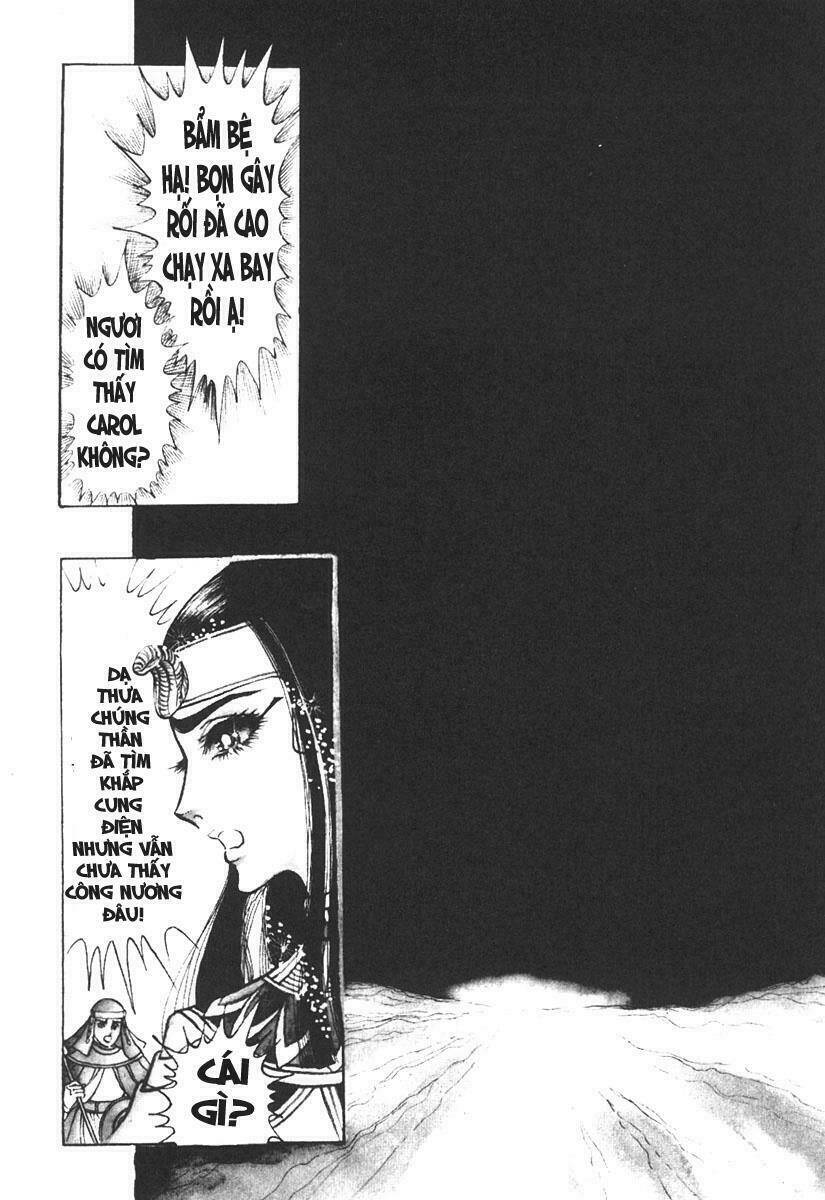 BẨM BỆ
HẠ! BỌN GÂY
RỐI ĐÃ CAO
CHẠY XA BAY
RỒI Ạ!
NGƯƠI
CÓ TÌM
THẤY
CAROL
KHÔNG?
DẠ
THƯA
CHÚNG
THẦN
ĐÃ TÌM
KHẮP
CUNG
ĐIỆN
NHƯNG VẪN
CHƯA THẤY
CÔNG NƯƠNG
ĐÂU!
CÁI
GÌ?